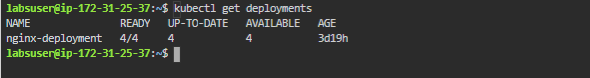 labsuser@ip-172-31-25-37:~$ kubectl get deployments
NAME               READY   UP-TO-DATE   AVAILABLE   AGE
nginx-deployment   4/4     4            4           3d19h
labsuser@ip-172-31-25-37:~$